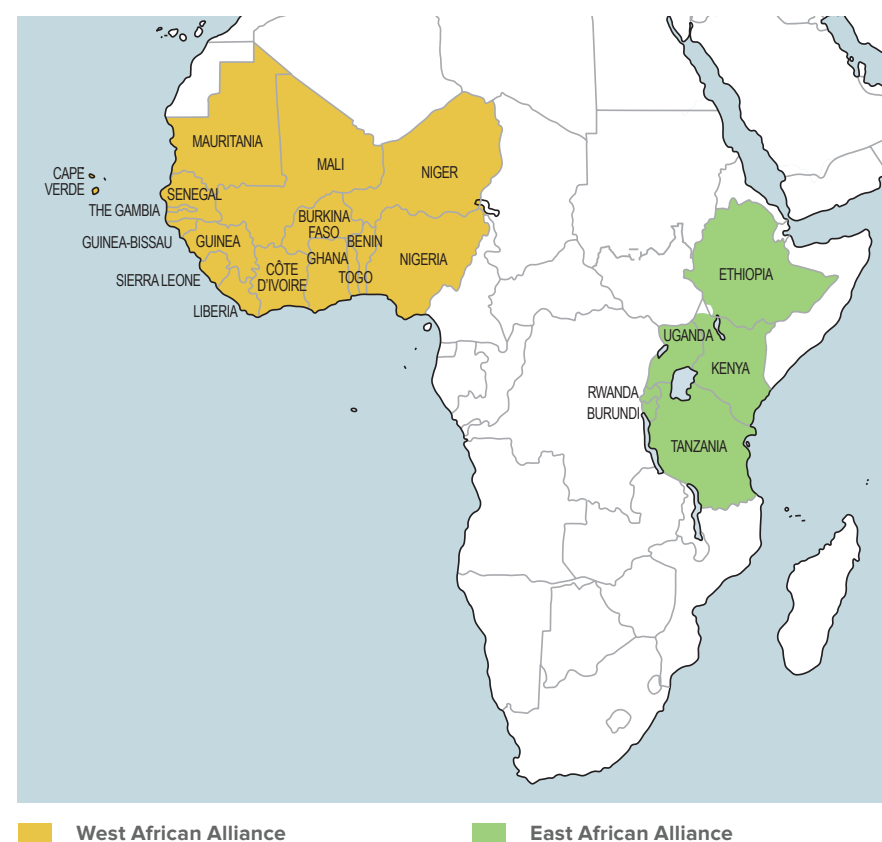 MAURITANIA
MALI
NIGER
CAPE
VERDE
SENEGAL
THE GAMBIA
BURKINA
FASO
GUINEA-BISSAU
GUINEA
BENIN
GHANA
NIGERIA
CÔTE
D'IVOIRE
TOGO
SIERRA LEONE
LIBERIA
ETHIOPIA
UGANDA
KENYA
RWANDA
BURUNDI
TANZANIA
West African Alliance
East African Alliance